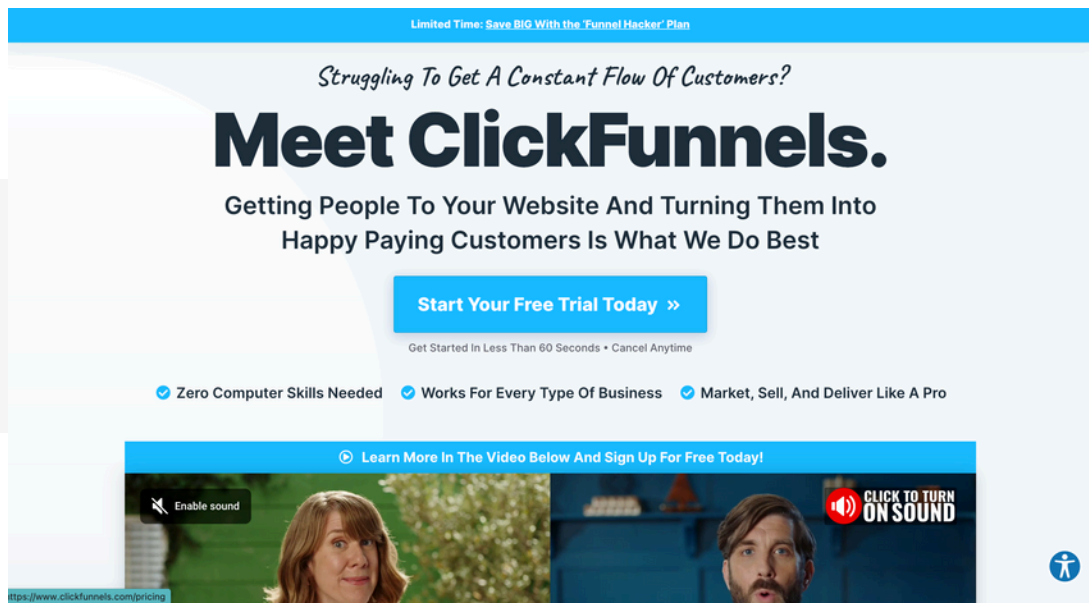 Limited Time: Save BIG With the ‘Funnel Hacker’ Plan
Struggling To Get A Constant Flow Of Customers?
Meet ClickFunnels.
Getting People To Your Website And Turning Them Into
Happy Paying Customers Is What We Do Best
Start Your Free Trial Today »
Get Started In Less Than 60 Seconds • Cancel Anytime
Zero Computer Skills Needed Works For Every Type Of Business Market, Sell, And Deliver Like A Pro
Learn More In The Video Below And Sign Up For Free Today!
Enable sound
CLICK TO TURN
ON SOUND
ttps://www.clickfunnels.com/pricing